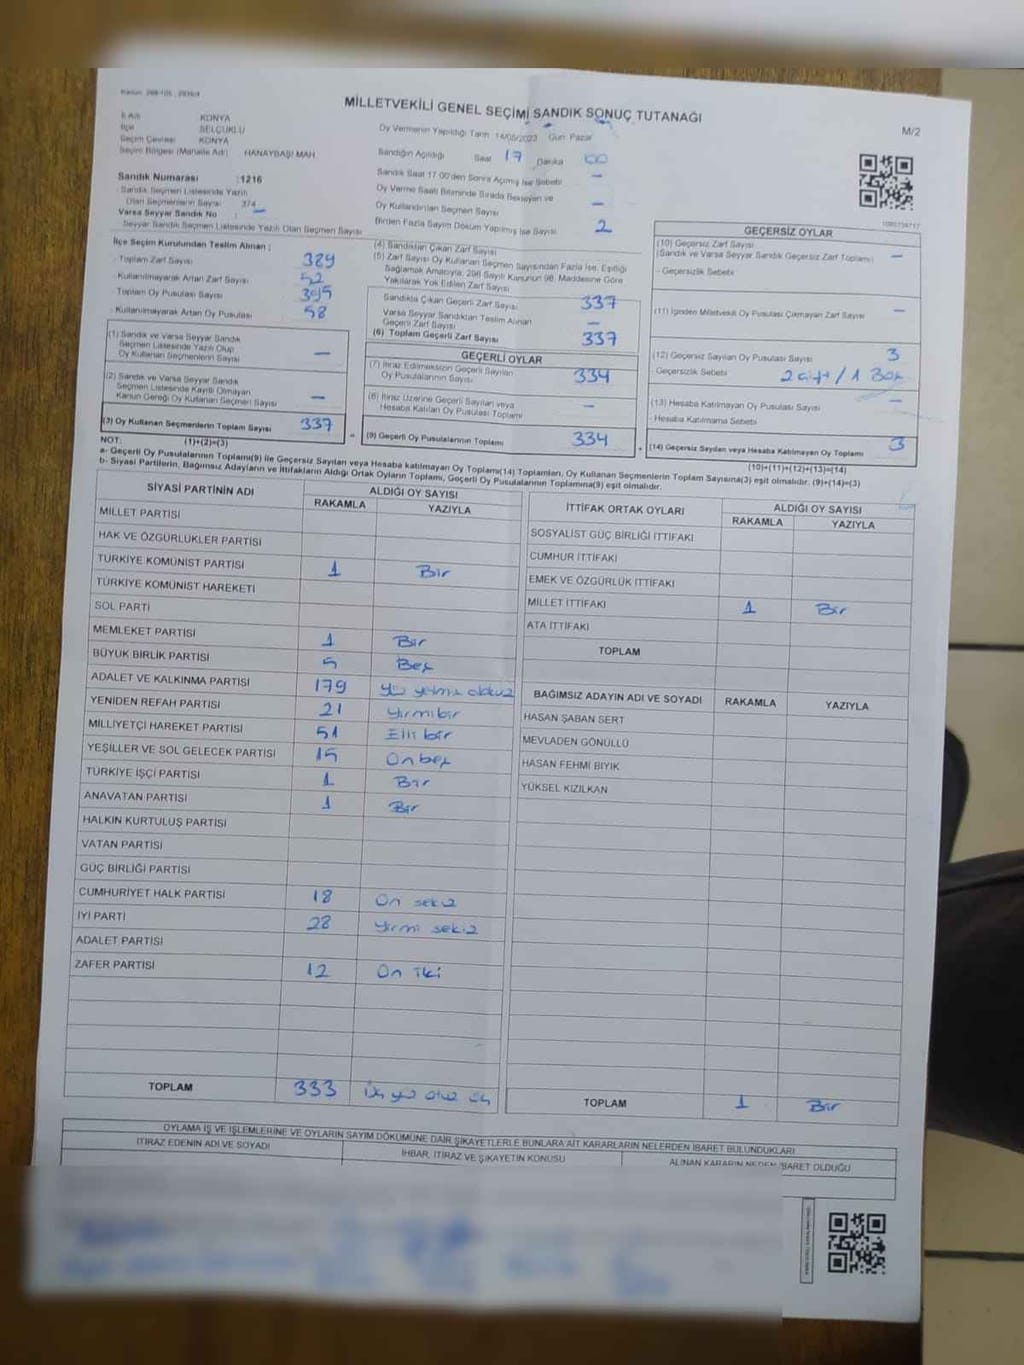 MİLLETVEKİLİ GENEL SEÇİMİ SANDIK SONUÇ TUTANAĞI
M/2
İl Adı KONYA
İlçe SELÇUKLU
Seçim Çevresi KONYA
Seçim Bölgesi (Mahalle Adı) HANAYBAŞI MAH
Sandık Numarası :1216
Sandık Seçmen Listesinde Yazılı
Olan Seçmenlerin Sayısı 374
Varsa Seyyar Sandık No : -
Seyyar Sandık Seçmen Listesinde Yazılı Olan Seçmen Sayısı
Oy Vermenin Yapıldığı Tarih 14/05/2023 Gün Pazar
Sandığın Açıldığı Saat 17 Dakika 00
Sandık Saat 17.00'den Sonra Açılmış İse Sebebi -
Oy Verme Saati Bitiminde Sırada Bekleyen ve
Oy Kullandırılan Seçmen Sayısı -
Birden Fazla Sayım Döküm Yapılmış İse Sayısı 2
İlçe Seçim Kurulundan Teslim Alınan ;
- Toplam Zarf Sayısı 389
- Kullanılmayarak Artan Zarf Sayısı 52
Toplam Oy Pusulası Sayısı 395
- Kullanılmayarak Artan Oy Pusulası 58
(1) Sandık ve Varsa Seyyar Sandık
Seçmen Listesinde Yazılı Olup
Oy Kullanan Seçmenlerin Sayısı -
(2) Sandık ve Varsa Seyyar Sandık
Seçmen Listesinde Kayıtlı Olmayan
Kanun Gereği Oy Kullanan Seçmen Sayısı -
(3) Oy Kullanan Seçmenlerin Toplam Sayısı 337
(4) Sandıktan Çıkan Zarf Sayısı
(5) Zarf Sayısı Oy Kullanan Seçmen Sayısından Fazla İse, Eşitliği
Sağlamak Amacıyla, 298 Sayılı Kanunun 98. Maddesine Göre
Yakılarak Yok Edilen Zarf Sayısı
Sandıkta Çıkan Geçerli Zarf Sayısı 337
Varsa Seyyar Sandıktan Teslim Alınan
Geçerli Zarf Sayısı -
(6) Toplam Geçerli Zarf Sayısı 337
GEÇERLİ OYLAR
(7) İtiraz Edilmeksizin Geçerli Sayılan
Oy Pusulalarının Sayısı 334
(8) İtiraz Üzerine Geçerli Sayılan veya
Hesaba Katılan Oy Pusulası Toplamı -
(9) Geçerli Oy Pusulalarının Toplamı 334
GEÇERSİZ OYLAR
(10) Geçersiz Zarf Sayısı
(Sandık ve Varsa Seyyar Sandık Geçersiz Zarf Toplamı) -
- Geçersizlik Sebebi
(11) İçinden Milletvekili Oy Pusulası Çıkmayan Zarf Sayısı -
(12) Geçersiz Sayılan Oy Pusulası Sayısı 3
Geçersizlik Sebebi 2 çift / 1 Boş
(13) Hesaba Katılmayan Oy Pusulası Sayısı -
- Hesaba Katılmama Sebebi
(14) Geçersiz Sayılan veya Hesaba Katılmayan Oy Toplamı 3
NOT: (1)+(2)=(3)
(10)+(11)+(12)+(13)=(14)
a- Geçerli Oy Pusulalarının Toplamı(9) ile Geçersiz Sayılan veya Hesaba katılmayan Oy Toplamı(14) Toplamları, Oy Kullanan Seçmenlerin Toplam Sayısına(3) eşit olmalıdır. (9)+(14)=(3)
b- Siyasi Partilerin, Bağımsız Adayların ve İttifakların Aldığı Ortak Oyların Toplamı, Geçerli Oy Pusulalarının Toplamına(9) eşit olmalıdır.
SİYASİ PARTİNİN ADI ALDIĞI OY SAYISI
RAKAMLA YAZIYLA
MİLLET PARTİSİ
HAK VE ÖZGÜRLÜKLER PARTİSİ
TÜRKİYE KOMÜNİST PARTİSİ 1 Bir
TÜRKİYE KOMÜNİST HAREKETİ
SOL PARTİ
MEMLEKET PARTİSİ 1 Bir
BÜYÜK BİRLİK PARTİSİ 5 Beş
ADALET VE KALKINMA PARTİSİ 179 yüz yetmiş dokuz
YENİDEN REFAH PARTİSİ 21 yirmibir
MİLLİYETÇİ HAREKET PARTİSİ 51 Elli bir
YEŞİLLER VE SOL GELECEK PARTİSİ 15 Onbeş
TÜRKİYE İŞÇİ PARTİSİ 1 Bir
ANAVATAN PARTİSİ 1 Bir
HALKIN KURTULUŞ PARTİSİ
VATAN PARTİSİ
GÜÇ BİRLİĞİ PARTİSİ
CUMHURİYET HALK PARTİSİ 18 On sekiz
İYİ PARTİ 28 yirmi sekiz
ADALET PARTİSİ
ZAFER PARTİSİ 12 On iki
TOPLAM 333 Üç yüz otuz üç
İTTİFAK ORTAK OYLARI ALDIĞI OY SAYISI
RAKAMLA YAZIYLA
SOSYALİST GÜÇ BİRLİĞİ İTTİFAKI
CUMHUR İTTİFAKI
EMEK VE ÖZGÜRLÜK İTTİFAKI
MİLLET İTTİFAKI 1 Bir
ATA İTTİFAKI
TOPLAM
BAĞIMSIZ ADAYIN ADI VE SOYADI RAKAMLA YAZIYLA
HASAN ŞABAN SERT
MEVLADEN GÖNÜLLÜ
HASAN FEHMİ BIYIK
YÜKSEL KIZILKAN
TOPLAM 1 Bir
OYLAMA İŞ VE İŞLEMLERİNE VE OYLARIN SAYIM DÖKÜMÜNE DAİR ŞİKAYETLERLE BUNLARA AİT KARARLARIN NELERDEN İBARET BULUNDUKLARI
İTİRAZ EDENİN ADI VE SOYADI İHBAR, İTİRAZ VE ŞİKAYETİN KONUSU ALINAN KARARIN NEDEN İBARET OLDUĞU